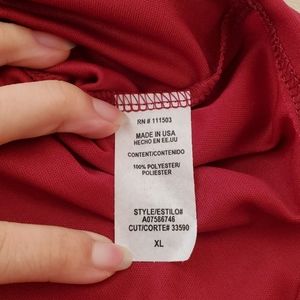 RN # 111503
MADE IN USA
HECHO EN EE.UU
CONTENT/CONTENIDO
100% POLYESTER/
POLIESTER
STYLE/ESTILO#
A07586746
CUT/CORTE# 33590
XL